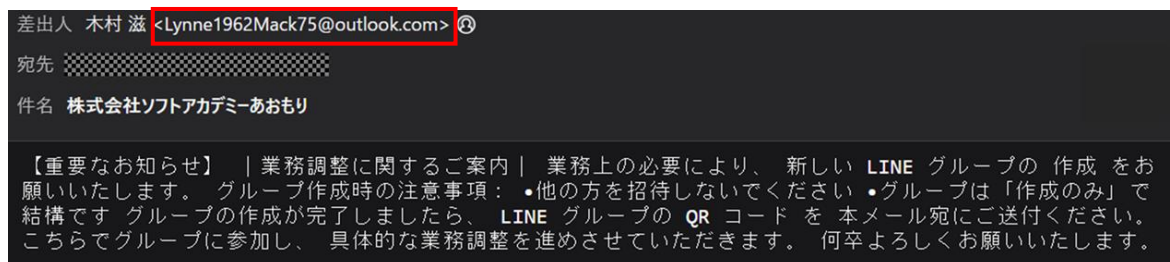 差出人 木村 滋 <Lynne1962Mack75@outlook.com>
宛先
件名 株式会社ソフトアカデミーあおもり
【重要なお知らせ】 |業務調整に関するご案内| 業務上の必要により、 新しい LINE グループの 作成 をお
願いいたします。 グループ作成時の注意事項： •他の方を招待しないでください •グループは「作成のみ」で
結構です グループの作成が完了しましたら、 LINE グループの QR コード を 本メール宛にご送付ください。
こちらでグループに参加し、 具体的な業務調整を進めさせていただきます。 何卒よろしくお願いいたします。